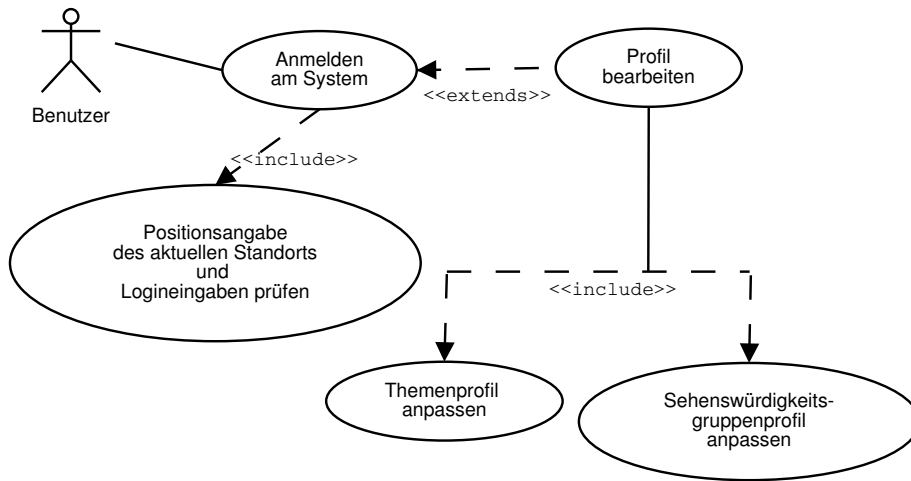 Anmelden
am System
Profil
bearbeiten
<<extends>>
Benutzer
<<include>>
Positionsangabe
des aktuellen Standorts
und
Logineingaben prüfen
<<include>>
Themenprofil
anpassen
Sehenswürdigkeits-
gruppenprofil
anpassen